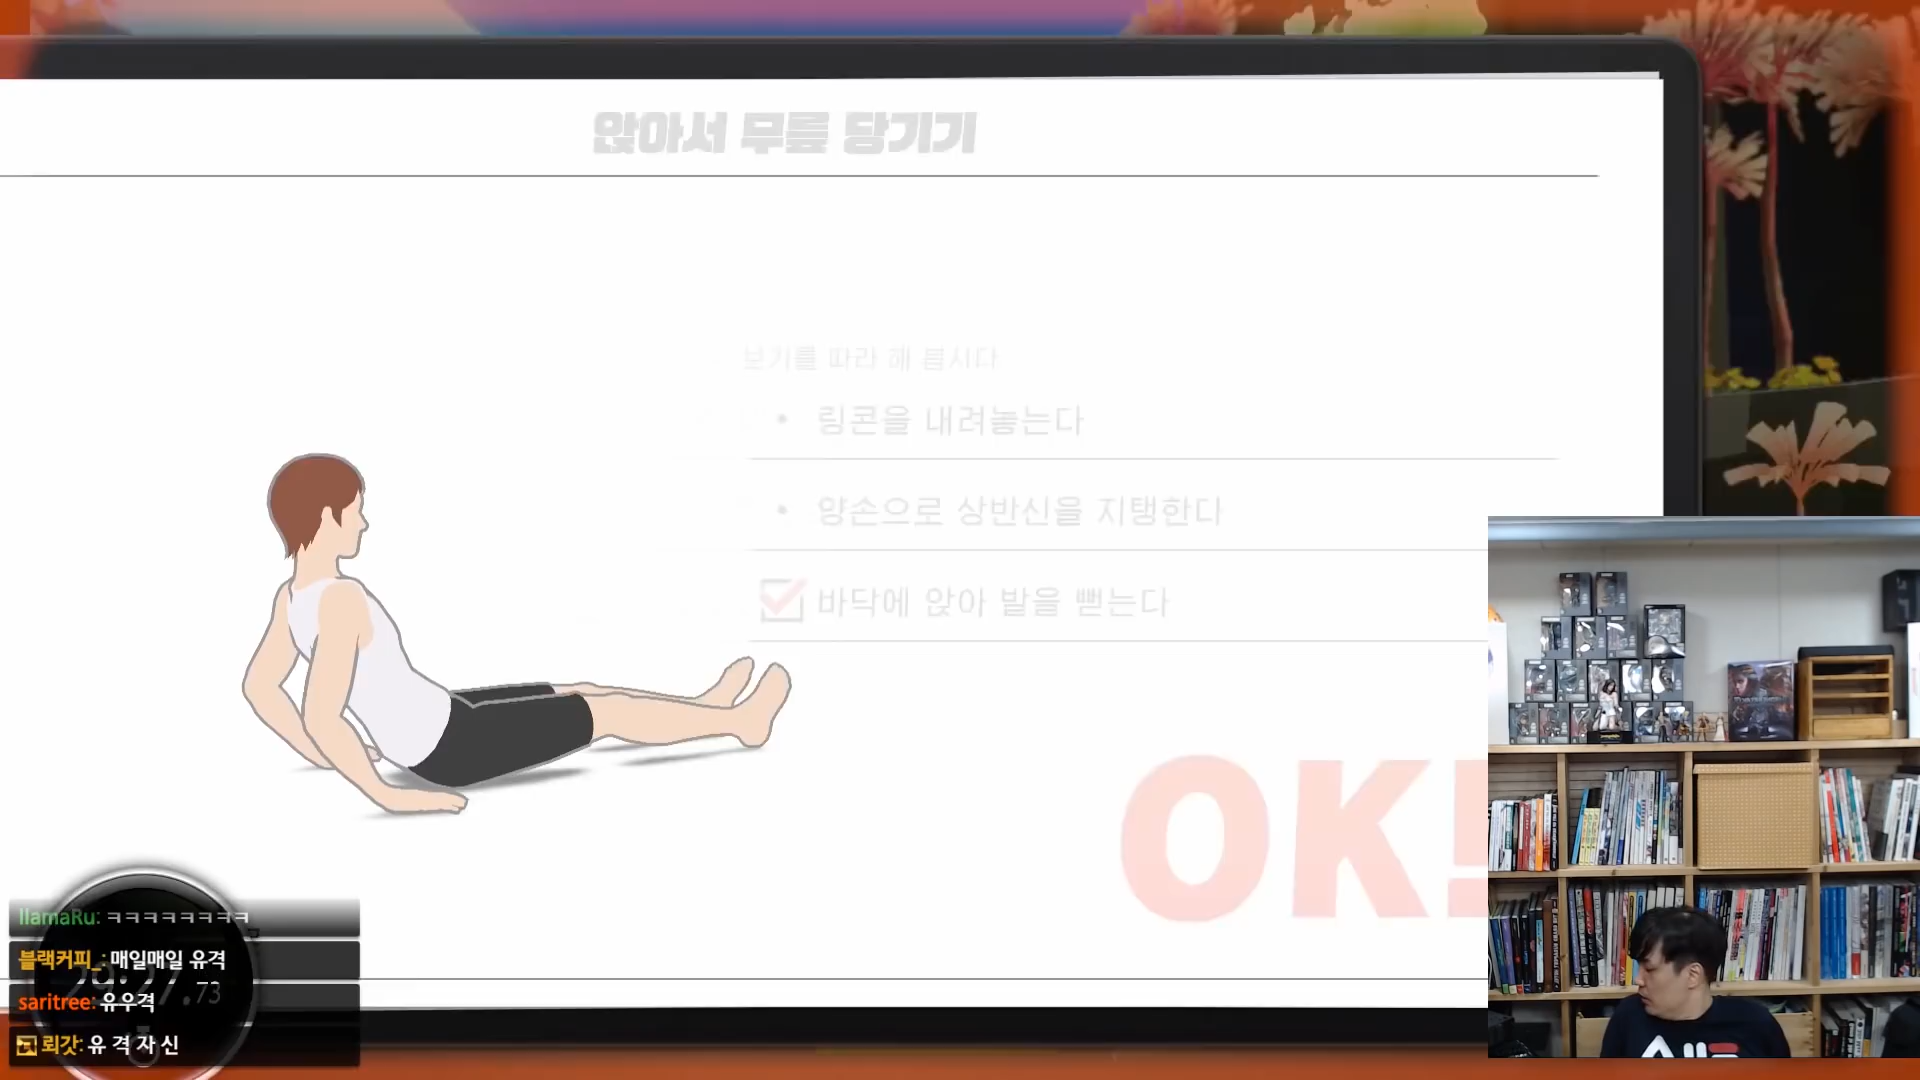 앉아서 무릎 당기기
보기를 따라 해 봅시다
• 링콘을 내려놓는다
• 양손으로 상반신을 지탱한다
바닥에 앉아 발을 뻗는다
OK!
llamaRu: ㅋㅋㅋㅋㅋㅋㅋㅋ
블랙커피_: 매일매일 유격
29:27.73
saritree: 유우격
뢰갓: 유 격 자 신